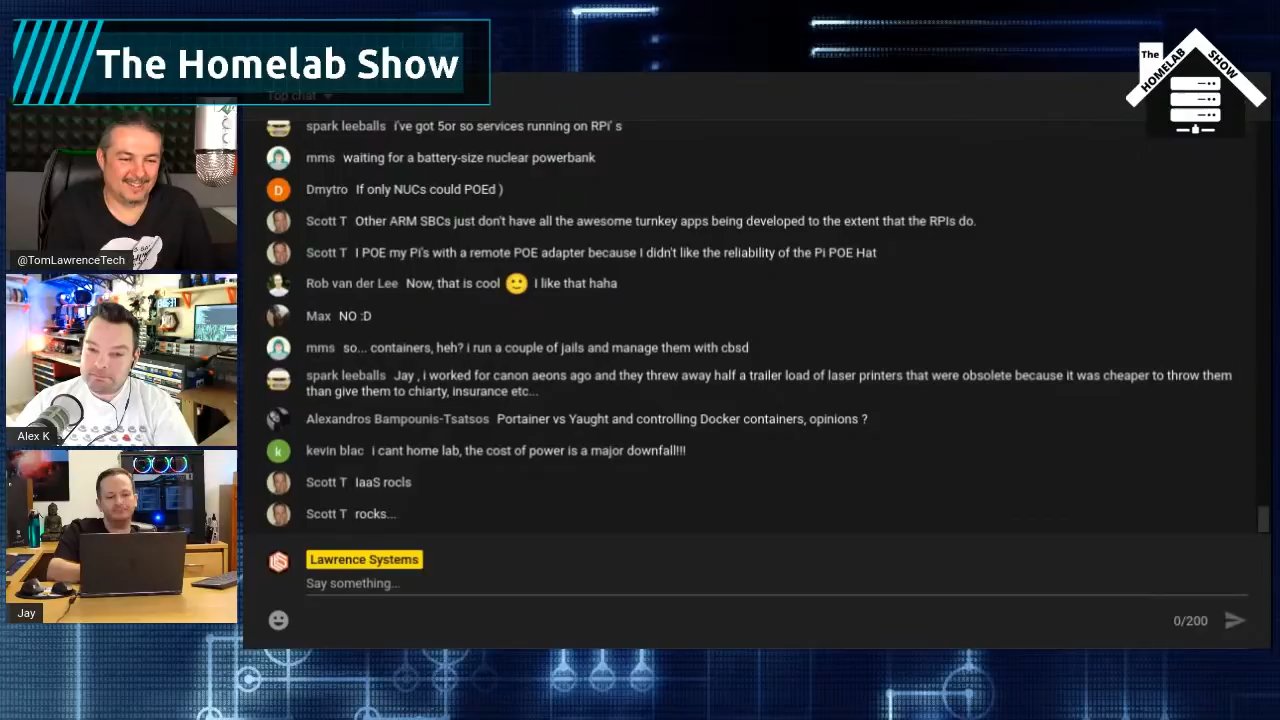 The Homelab Show
The
HOMELAB
SHOW
Top chat
spark leeballs i've got 5or so services running on RPi' s
mms waiting for a battery-size nuclear powerbank
Dmytro If only NUCs could POEd )
Scott T Other ARM SBCs just don't have all the awesome turnkey apps being developed to the extent that the RPIs do.
Scott T I POE my Pi's with a remote POE adapter because I didn't like the reliability of the Pi POE Hat
Rob van der Lee Now, that is cool 🙂 I like that haha
Max NO :D
mms so... containers, heh? i run a couple of jails and manage them with cbsd
spark leeballs Jay , i worked for canon aeons ago and they threw away half a trailer load of laser printers that were obsolete because it was cheaper to throw them
than give them to chiarty, insurance etc...
Alexandros Bampounis-Tsatsos Portainer vs Yaught and controlling Docker containers, opinions ?
kevin blac i cant home lab, the cost of power is a major downfall!!!
Scott T IaaS rocls
Scott T rocks...
Lawrence Systems
Say something...
0/200
@TomLawrenceTech
Alex K
Jay
D
k